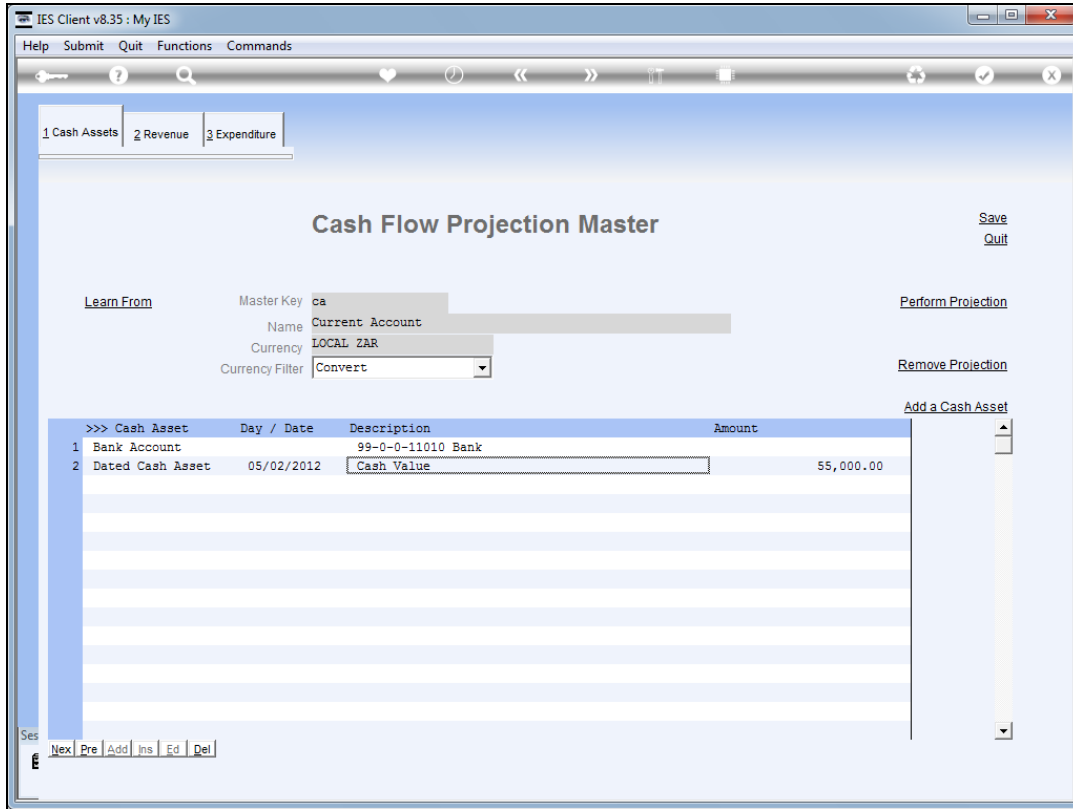 IES Client v8.35 : My IES
Help Submit Quit Functions Commands
1 Cash Assets 2 Revenue 3 Expenditure
Cash Flow Projection Master
Save
Quit
Learn From Master Key ca Perform Projection
Name Current Account
Currency LOCAL ZAR
Currency Filter Convert Remove Projection
Add a Cash Asset
>>> Cash Asset Day / Date Description Amount
1 Bank Account 99-0-0-11010 Bank
2 Dated Cash Asset 05/02/2012 Cash Value 55,000.00
Ses
Nex Pre Add Ins Ed Del